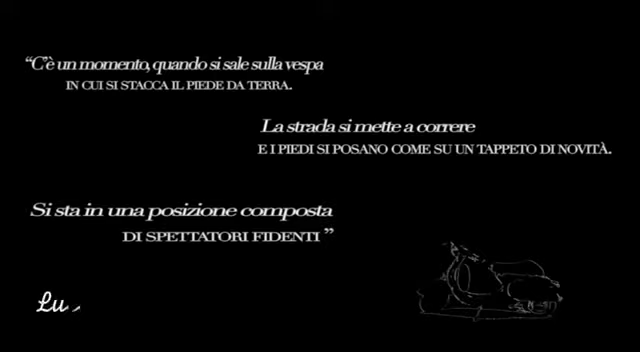 “C'è un momento, quando si sale sulla vespa
IN CUI SI STACCA IL PIEDE DA TERRA.
La strada si mette a correre
E I PIEDI SI POSANO COME SU UN TAPPETO DI NOVITÀ.
Si sta in una posizione composta
DI SPETTATORI FIDENTI”
Lu